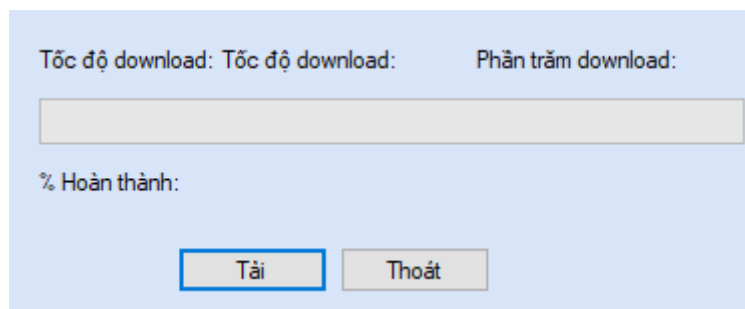 Tốc độ download: Tốc độ download: Phần trăm download:
% Hoàn thành:
Tải Thoát